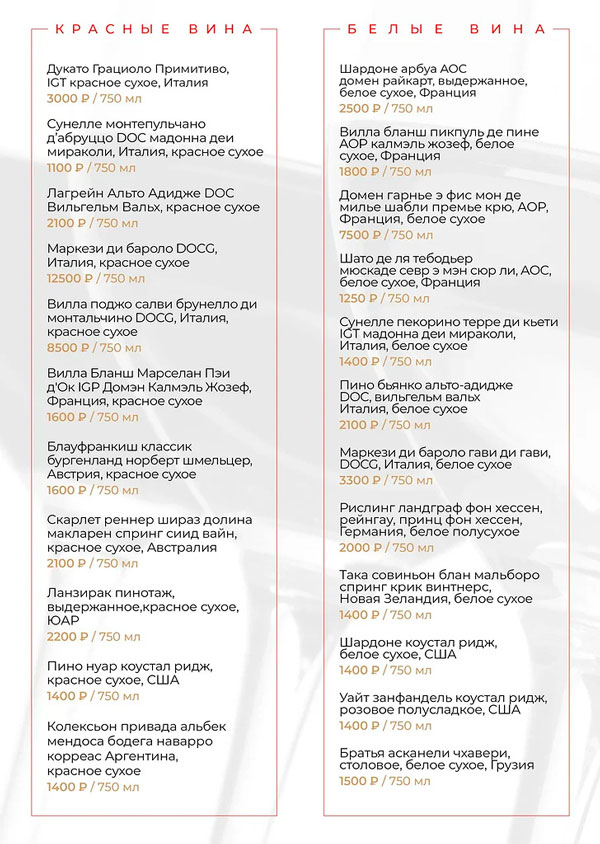 КРАСНЫЕ ВИНА
Дукато Грациоло Примитиво,
IGT красное сухое, Италия
3000 ₽ / 750 мл
Сунелле монтепульчано
д’абруццо DOC мадонна деи
мираколи, Италия, красное сухое
1100 ₽ / 750 мл
Лагрейн Альто Адидже DOC
Вильгельм Вальх, красное сухое
2100 ₽ / 750 мл
Маркези ди бароло DOCG,
Италия, красное сухое
12500 ₽ / 750 мл
Вилла поджо салви брунелло ди
монтальчино DOCG, Италия,
красное сухое
8500 ₽ / 750 мл
Вилла Бланш Марселан Пэи
д'Ок IGP Домэн Калмэль Жозеф,
Франция, красное сухое
1600 ₽ / 750 мл
Блауфранкиш классик
бургенланд норберт шмельцер,
Австрия, красное сухое
1600 ₽ / 750 мл
Скарлет реннер шираз долина
макларен спринг сиид вайн,
красное сухое, Австралия
2100 ₽ / 750 мл
Ланзирак пинотаж,
выдержанное,красное сухое,
ЮАР
2200 ₽ / 750 мл
Пино нуар коустал ридж,
красное сухое, США
1400 ₽ / 750 мл
Колексьон привада альбек
мендоса бодега наварро
корреас Аргентина,
красное сухое
1400 ₽ / 750 мл
БЕЛЫЕ ВИНА
Шардоне арбуа АОС
домен райкарт, выдержанное,
белое сухое, Франция
2500 ₽ / 750 мл
Вилла бланш пикпуль де пине
АОР калмэль жозеф, белое
сухое, Франция
1800 ₽ / 750 мл
Домен гарнье э фис мон де
милье шабли премье крю, АОР,
Франция, белое сухое
7500 ₽ / 750 мл
Шато де ля тебодьер
мюскаде севр э мэн сюр ли, АОС,
белое сухое, Франция
1250 ₽ / 750 мл
Сунелле пекорино терре ди кьети
IGT мадонна деи мираколи,
Италия, белое сухое
1400 ₽ / 750 мл
Пино бьянко альто-адидже
DOC, вильгельм вальх
Италия, белое сухое
2100 ₽ / 750 мл
Маркези ди бароло гави ди гави,
DOCG, Италия, белое сухое
3300 ₽ / 750 мл
Рислинг ландграф фон хессен,
рейнгау, принц фон хессен,
Германия, белое полусухое
2000 ₽ / 750 мл
Така совиньон блан мальборо
спринг крик винтнерс,
Новая Зеландия, белое сухое
1400 ₽ / 750 мл
Шардоне коустал ридж,
белое сухое, США
1400 ₽ / 750 мл
Уайт занфандель коустал ридж,
розовое полусладкое, США
1400 ₽ / 750 мл
Братья асканели чхавери,
столовое, белое сухое, Грузия
1500 ₽ / 750 мл